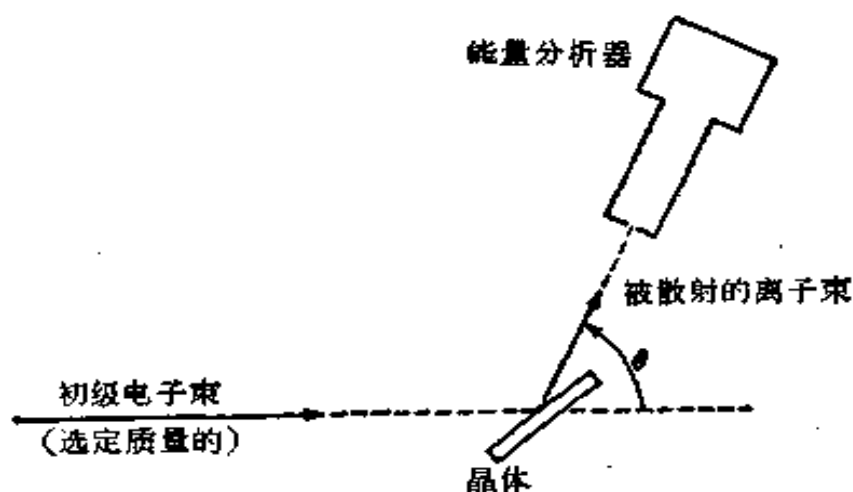 能量分析器
被散射的离子束
θ
初级电子束
(选定质量的)
晶体